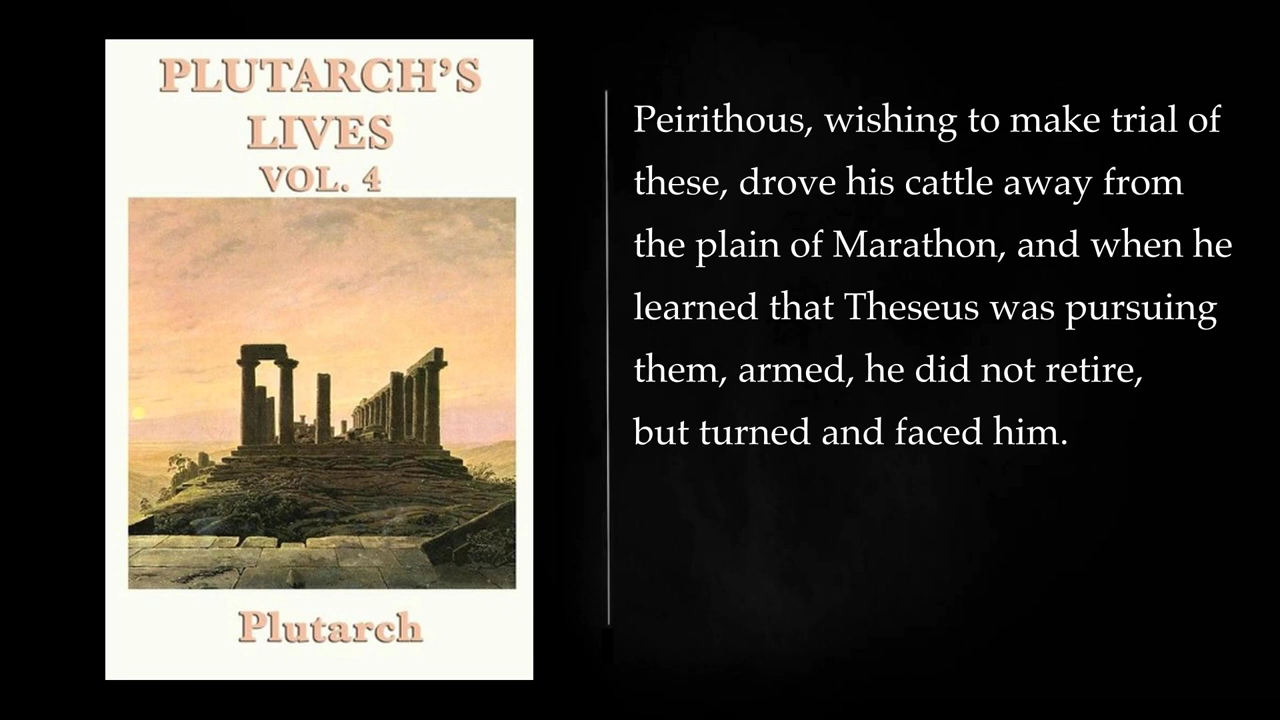 PLUTARCH'S
LIVES
VOL. 4
Plutarch
Peirithous, wishing to make trial of
these, drove his cattle away from
the plain of Marathon, and when he
learned that Theseus was pursuing
them, armed, he did not retire,
but turned and faced him.